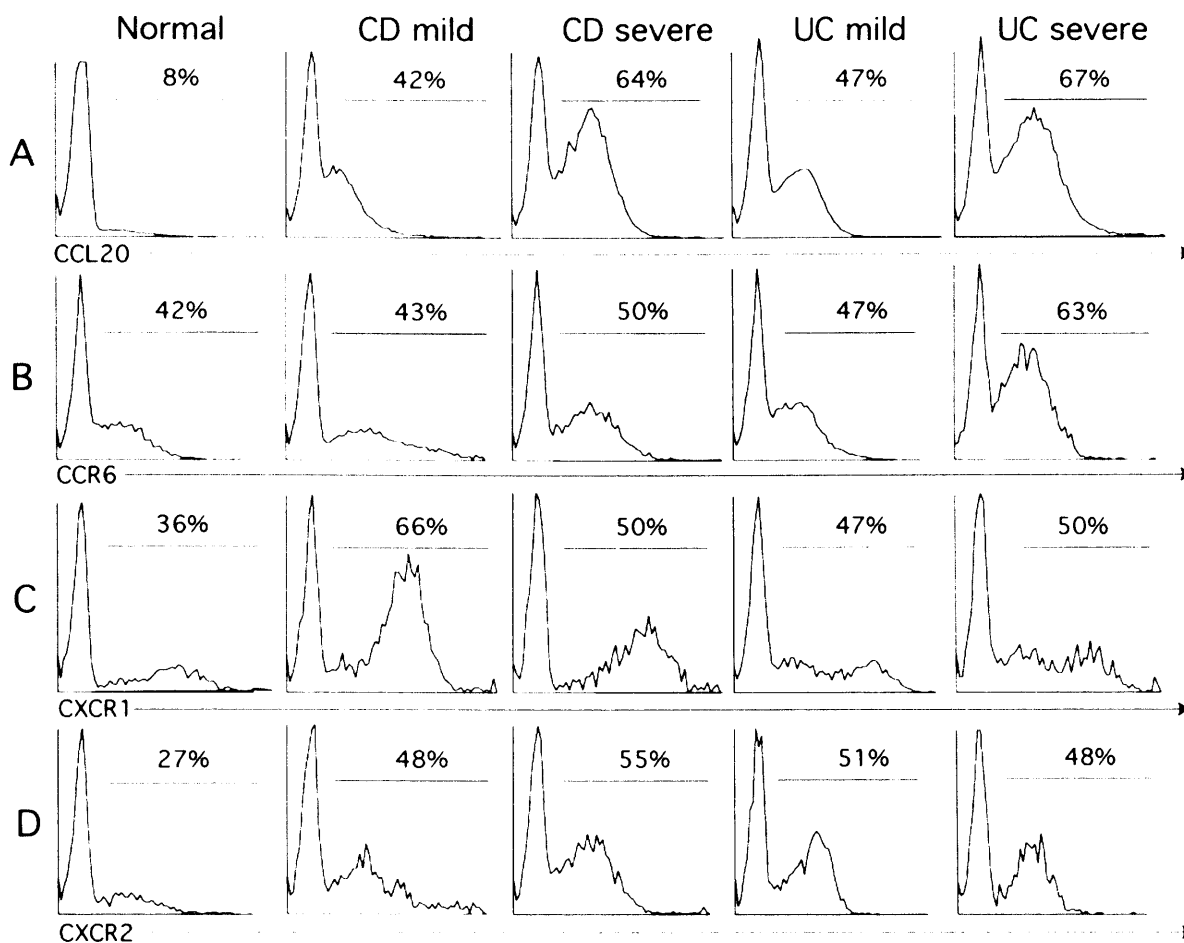 Normal CD mild CD severe UC mild UC severe
8% 42% 64% 47% 67%
A
CCL20
42% 43% 50% 47% 63%
B
CCR6
36% 66% 50% 47% 50%
C
CXCR1
27% 48% 55% 51% 48%
D
CXCR2